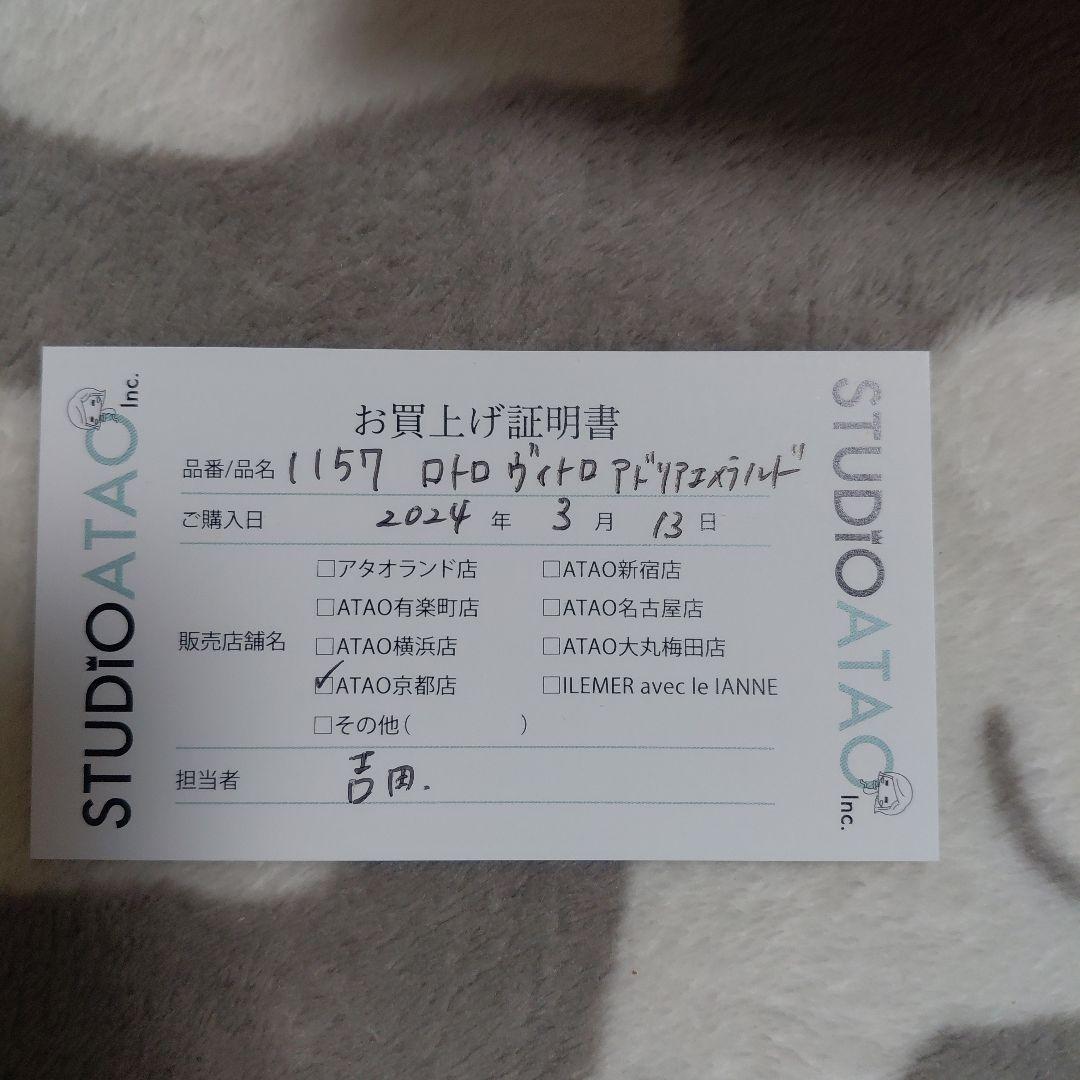 STUDIOATAO Inc.
お買上げ証明書
品番/品名 1157 ロトロ ヴィトロ アドリアエメラルド
ご購入日 2024 年 3 月 13 日
販売店舗名
□アタオランド店 □ATAO新宿店
□ATAO有楽町店 □ATAO名古屋店
□ATAO横浜店 □ATAO大丸梅田店
☑ATAO京都店 □ILEMER avec le IANNE
□その他( )
担当者 吉田.
STUDIOATAO Inc.